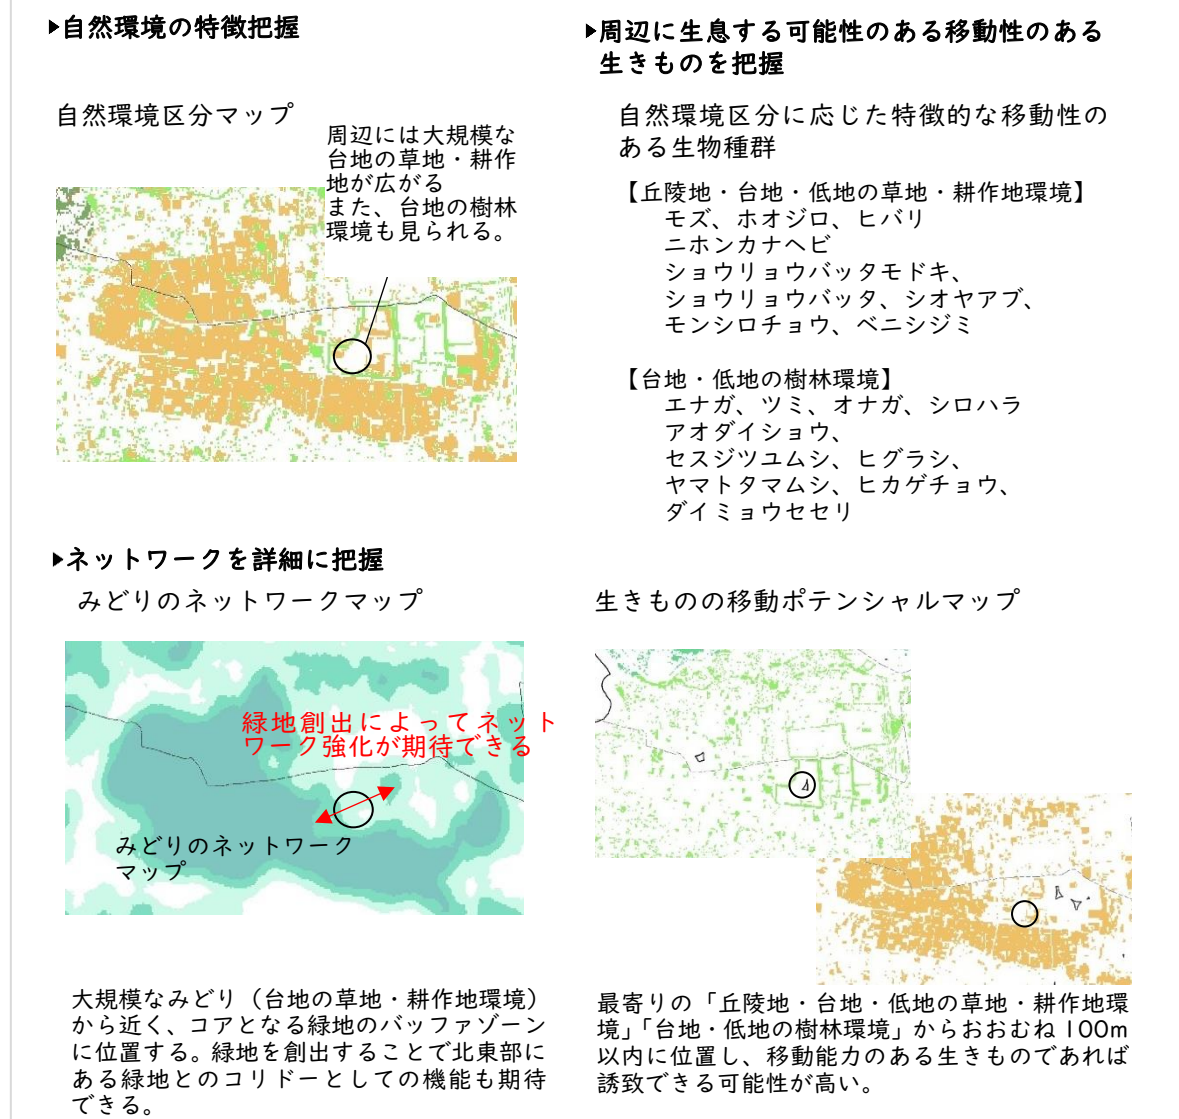 ▶自然環境の特徴把握
自然環境区分マップ
周辺には大規模な
台地の草地・耕作
地が広がる
また、台地の樹林
環境も見られる。
▶周辺に生息する可能性のある移動性のある
生きものを把握
自然環境区分に応じた特徴的な移動性の
ある生物種群
【丘陵地・台地・低地の草地・耕作地環境】
モズ、ホオジロ、ヒバリ
ニホンカナヘビ
ショウリョウバッタモドキ、
ショウリョウバッタ、シオヤアブ、
モンシロチョウ、ベニシジミ
【台地・低地の樹林環境】
エナガ、ツミ、オナガ、シロハラ
アオダイショウ、
セスジツユムシ、ヒグラシ、
ヤマトタマムシ、ヒカゲチョウ、
ダイミョウセセリ
▶ネットワークを詳細に把握
みどりのネットワークマップ
緑地創出によってネット
ワーク強化が期待できる
みどりのネットワーク
マップ
大規模なみどり（台地の草地・耕作地環境）
から近く、コアとなる緑地のバッファゾーン
に位置する。緑地を創出することで北東部に
ある緑地とのコリドーとしての機能も期待
できる。
生きものの移動ポテンシャルマップ
最寄りの「丘陵地・台地・低地の草地・耕作地環
境」「台地・低地の樹林環境」からおおむね100m
以内に位置し、移動能力のある生きものであれば
誘致できる可能性が高い。